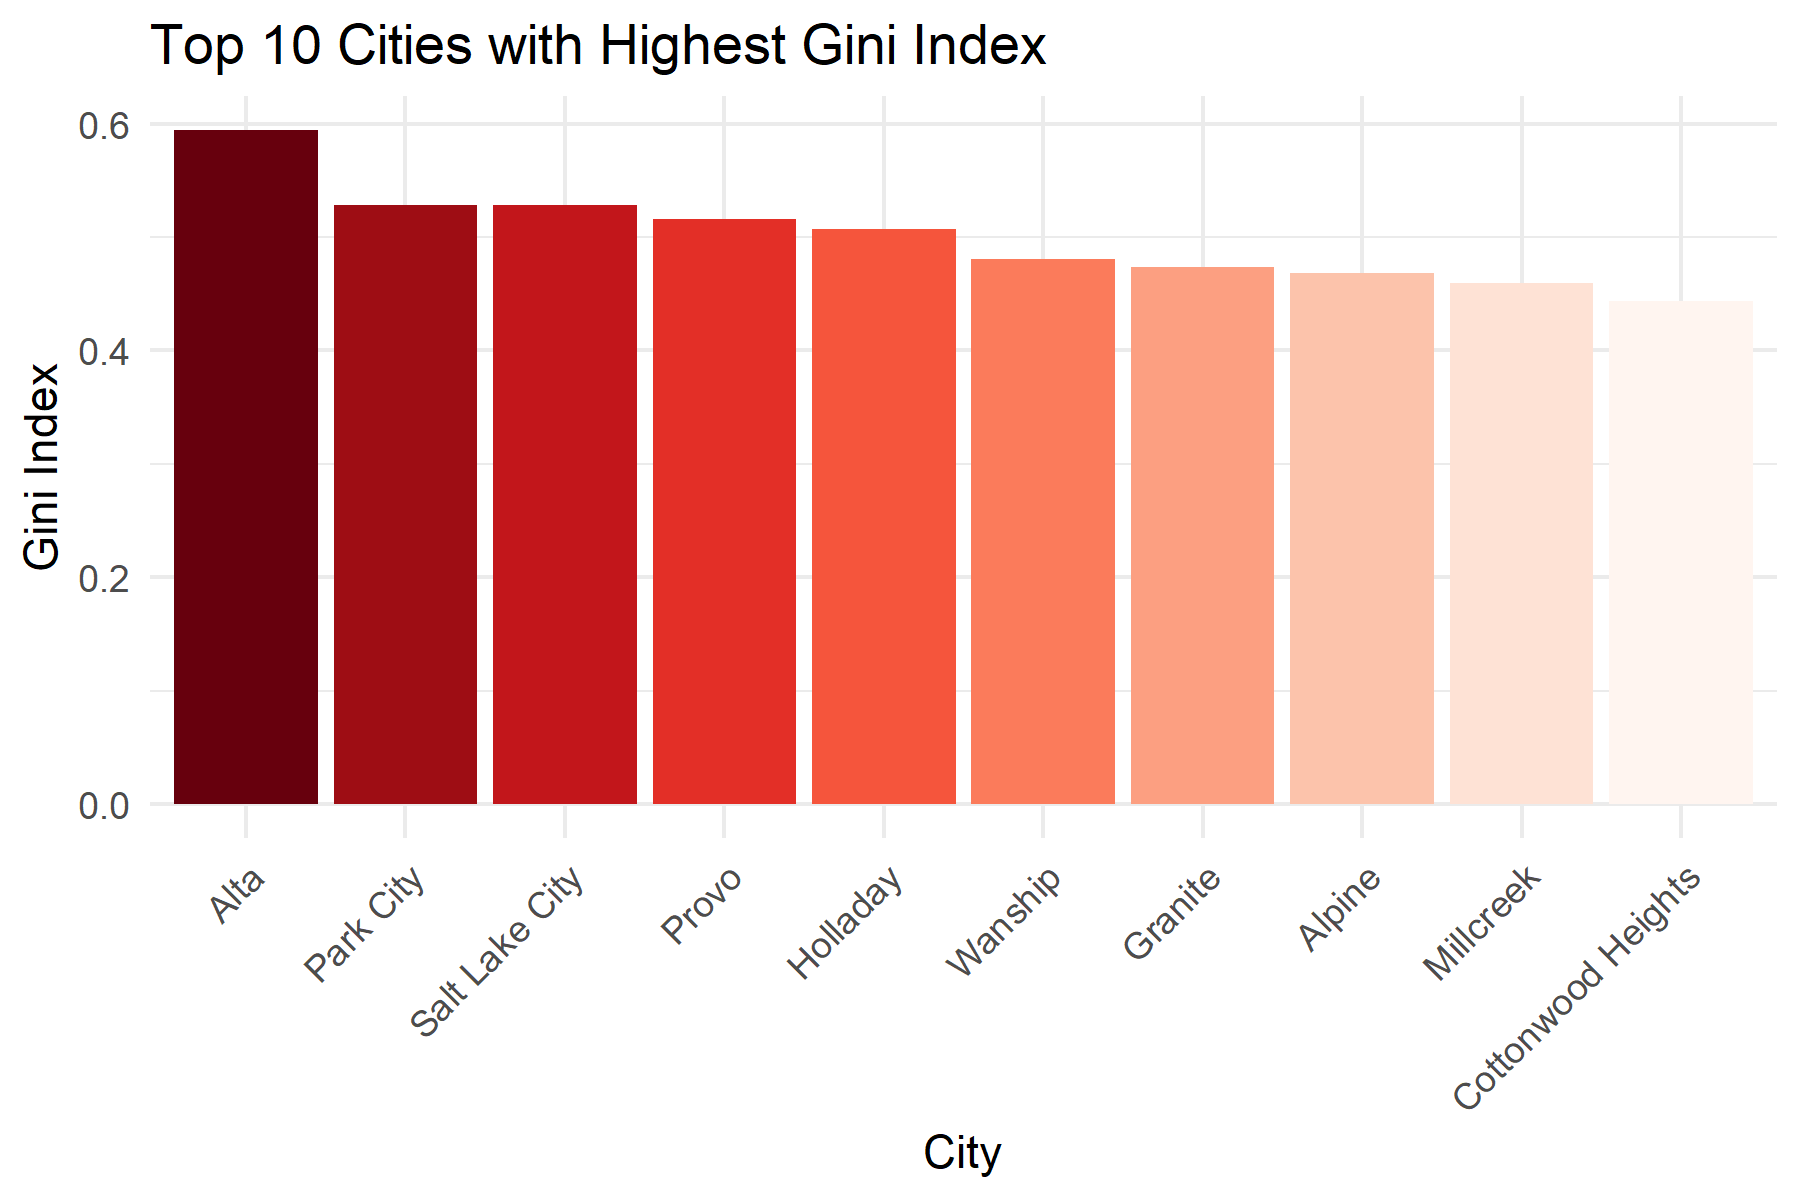 Top 10 Cities with Highest Gini Index
Gini Index
0.6
0.4
0.2
0.0
Alta
Park City
Salt Lake City
Provo
Holladay
Wanship
Granite
Alpine
Millcreek
Cottonwood Heights
City